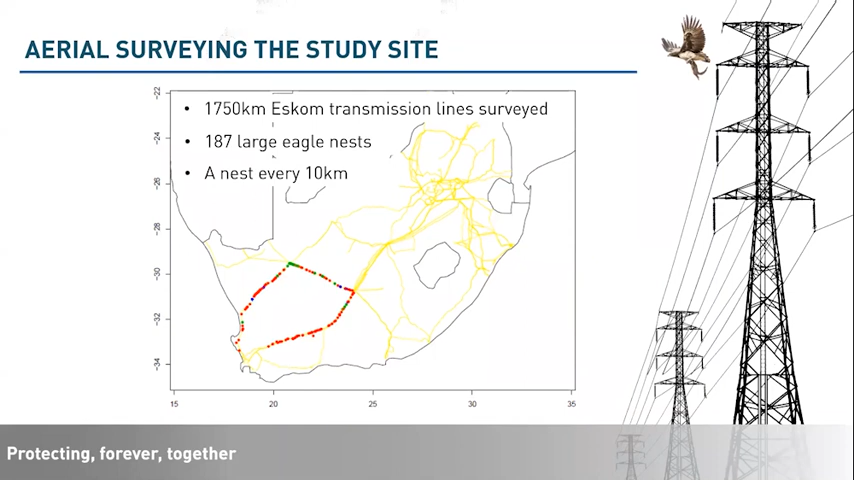 AERIAL SURVEYING THE STUDY SITE
• 1750km Eskom transmission lines surveyed
• 187 large eagle nests
• A nest every 10km
-22
-24
-26
-28
-30
-32
-34
15 20 25 30 35
Protecting, forever, together